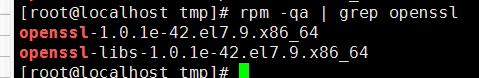 [root@localhost tmp]# rpm -qa | grep openssl
openssl-1.0.1e-42.el7.9.x86_64
openssl-libs-1.0.1e-42.el7.9.x86_64
[root@localhost tmp]#